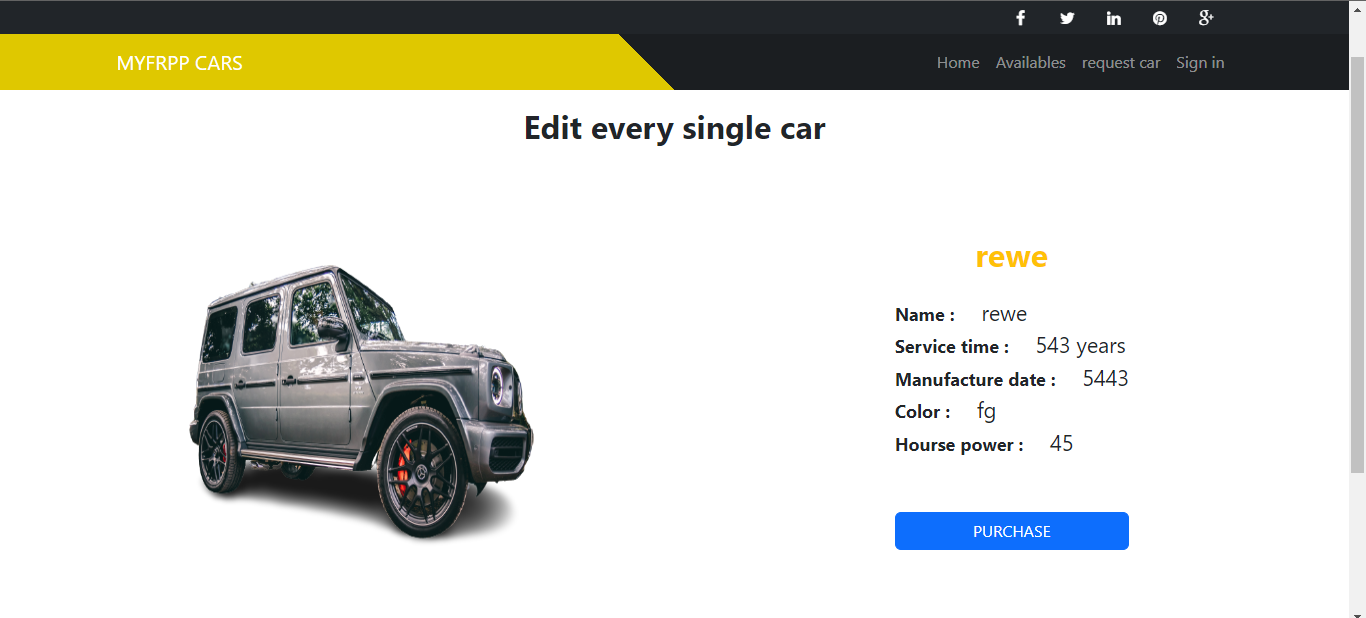 MYFRPP CARS
Home Availables request car Sign in
Edit every single car
rewe
Name : rewe
Service time : 543 years
Manufacture date : 5443
Color : fg
Hourse power : 45
PURCHASE